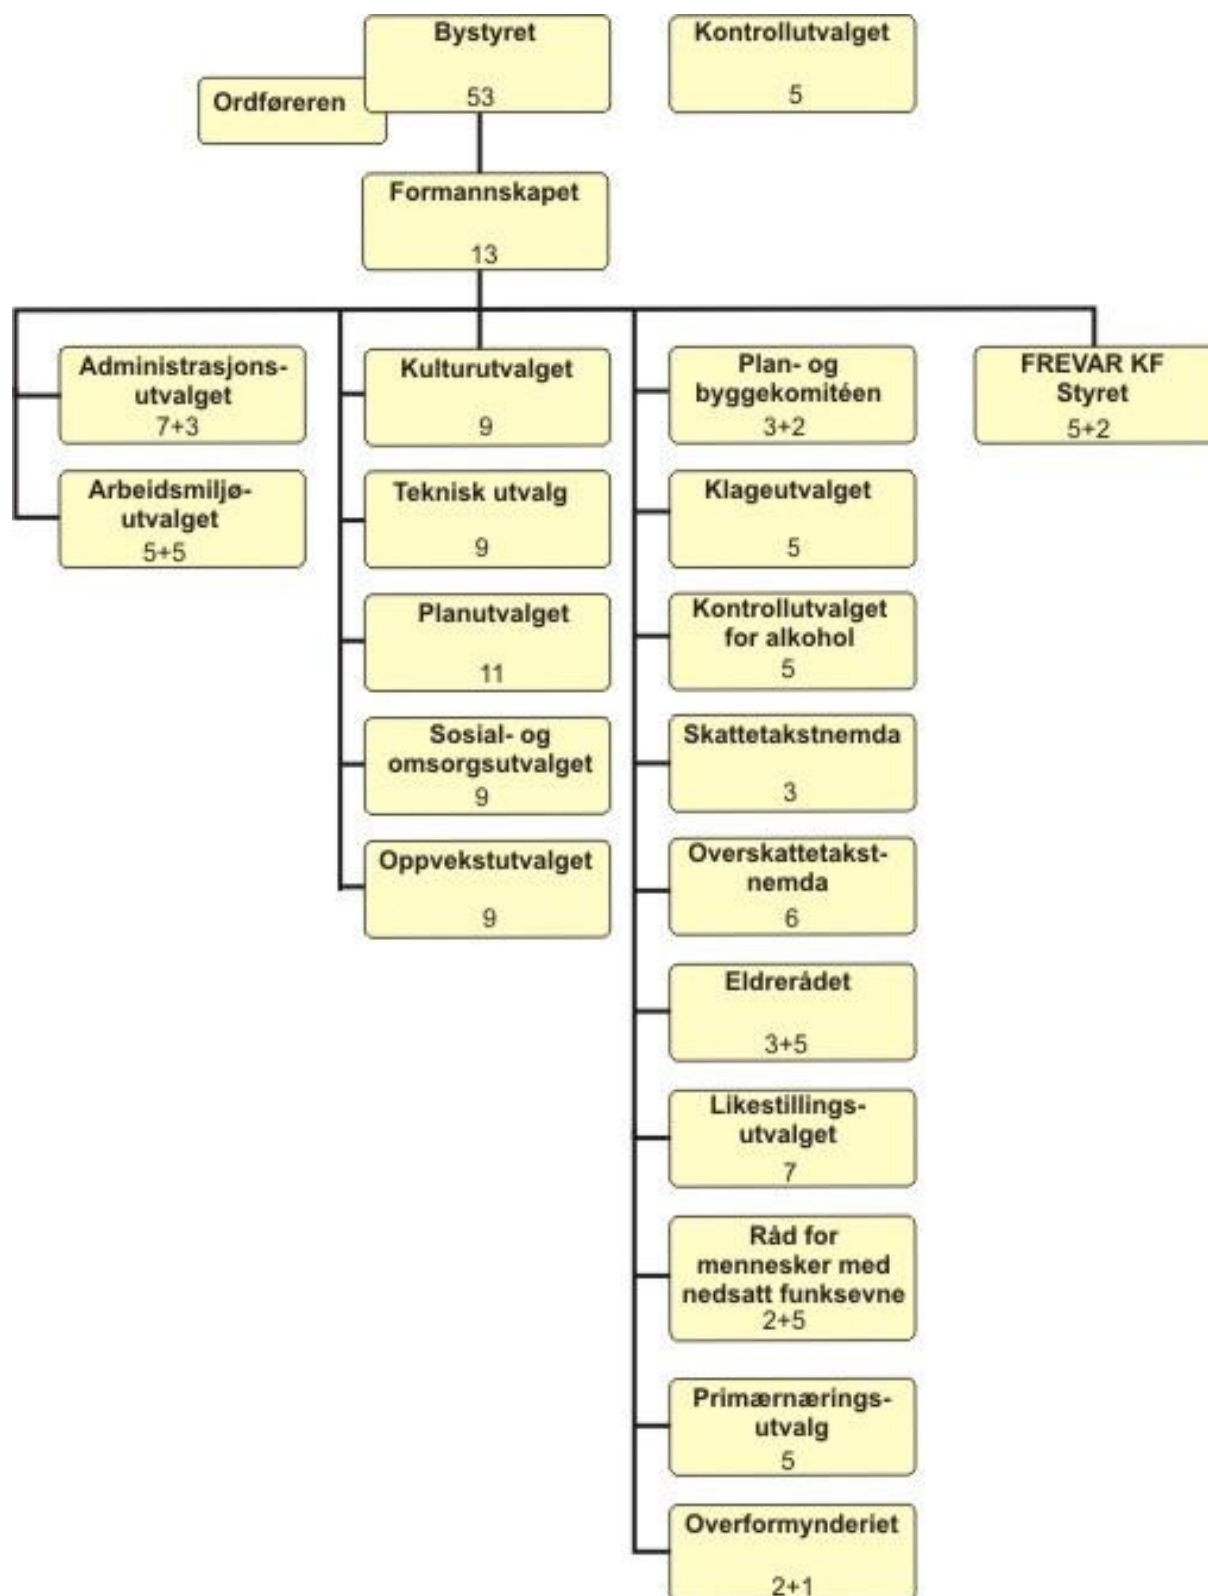 Bystyret
53
Kontrollutvalget
5
Ordføreren
Formannskapet
13
Administrasjons-
utvalget
7+3
Arbeidsmiljø-
utvalget
5+5
Kulturutvalget
9
Teknisk utvalg
9
Planutvalget
11
Sosial- og
omsorgsutvalget
9
Oppvekstutvalget
9
Plan- og
byggekomitéen
3+2
Klageutvalget
5
Kontrollutvalget
for alkohol
5
Skattetakstnemda
3
Overskattetakst-
nemda
6
Eldrerådet
3+5
Likestillings-
utvalget
7
Råd for
mennesker med
nedsatt funksevne
2+5
Primærnærings-
utvalg
5
Overformynderiet
2+1
FREVAR KF
Styret
5+2